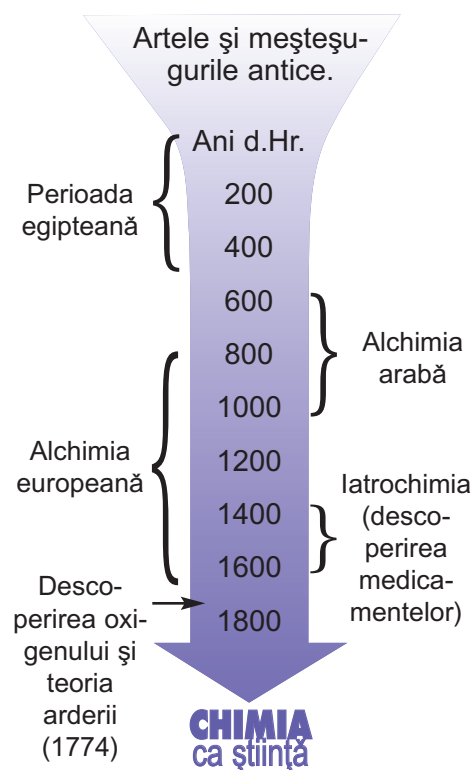 Artele şi meşteşu-
gurile antice.
Ani d.Hr.
Perioada
egipteană
200
400
600
800
1000
1200
1400
1600
1800
Alchimia
arabă
Alchimia
europeană
Iatrochimia
(desco-
perirea
medica-
mentelor)
Desco-
perirea oxi-
genului şi
teoria
arderii
(1774)
CHIMIA
ca ştiinţă